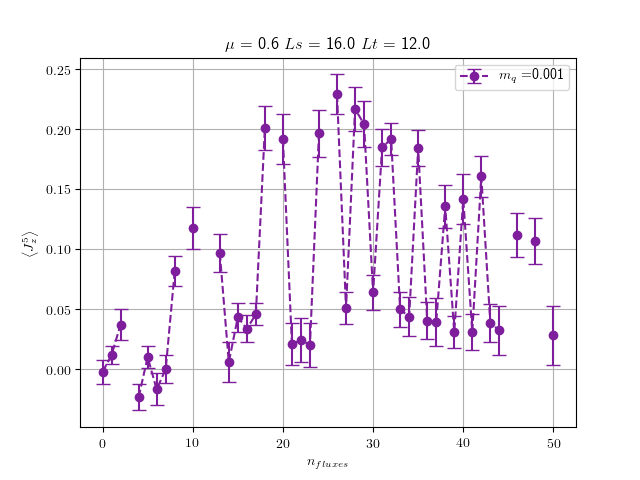 μ = 0.6 Ls = 16.0 Lt = 12.0
0.25
m_q =0.001
0.20
0.15
0.10
⟨J_z^5⟩
0.05
0.00
0 10 20 30 40 50
n_fluxes